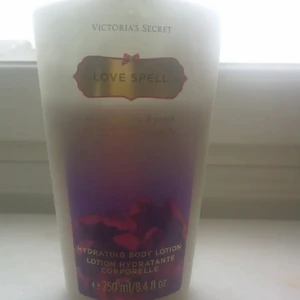 VICTORIA'S SECRET
LOVE SPELL
HYDRATING BODY LOTION
LOTION HYDRATANTE
CORPORELLE
e 250 ml/8.4 fl oz